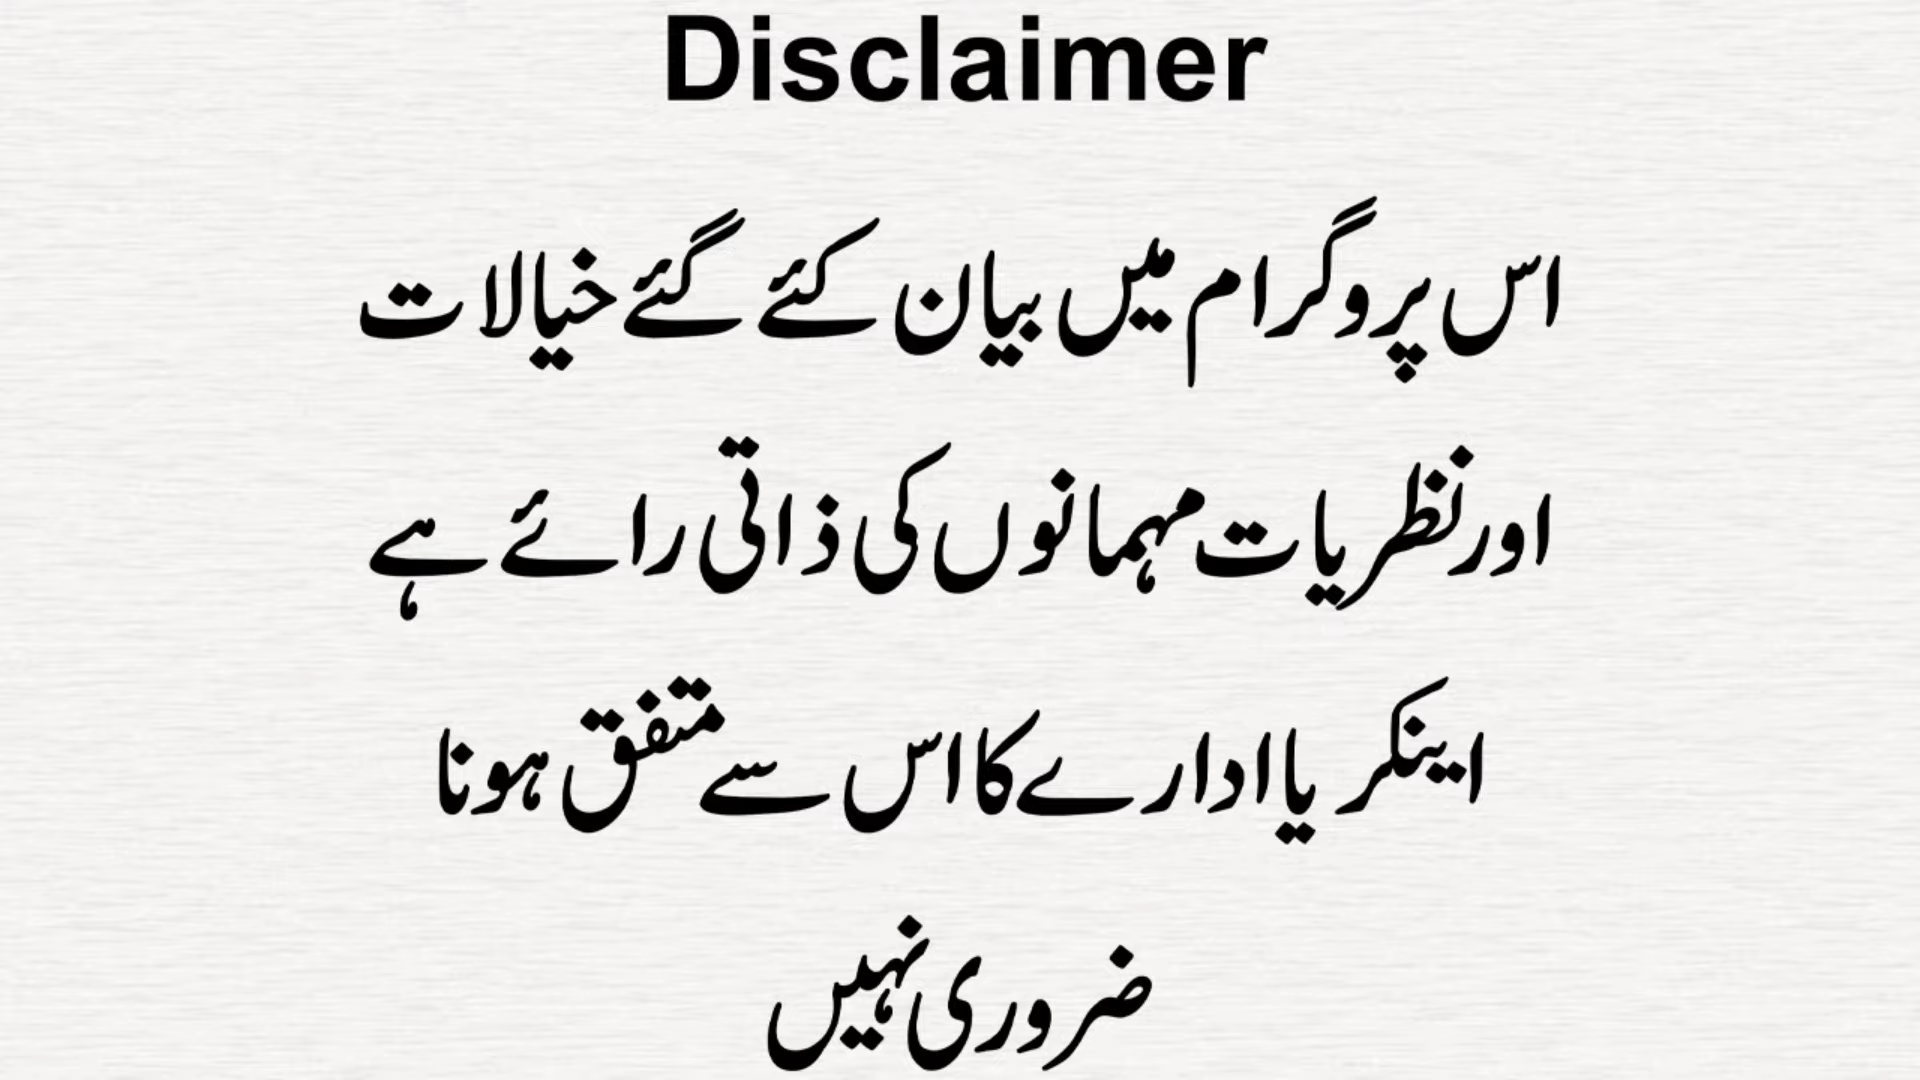 Disclaimer
اس پروگرام میں بیان کئے گئے خیالات
اور نظریات مہمانوں کی ذاتی رائے ہے
اینکر یا ادارے کا اس سے متفق ہونا
ضروری نہیں